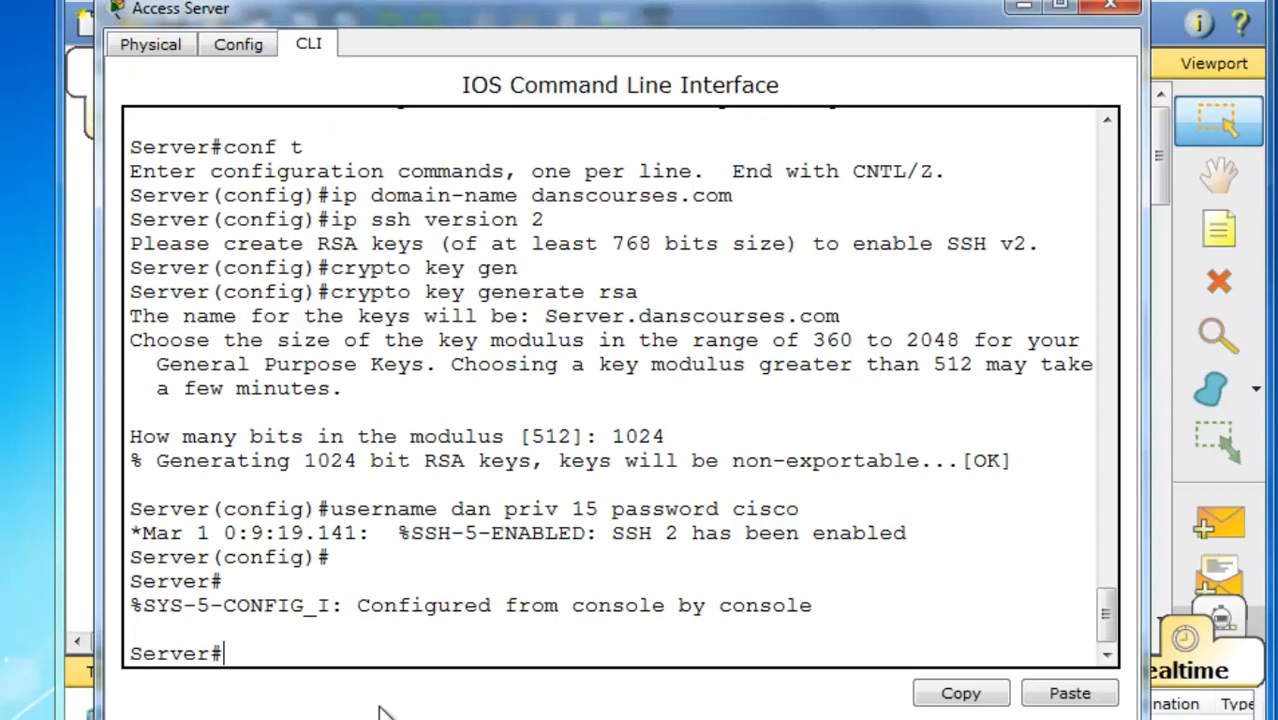 Access Server
Physical
Config
CLI
Viewport
IOS Command Line Interface
Server#conf t
Enter configuration commands, one per line.  End with CNTL/Z.
Server(config)#ip domain-name danscourses.com
Server(config)#ip ssh version 2
Please create RSA keys (of at least 768 bits size) to enable SSH v2.
Server(config)#crypto key gen
Server(config)#crypto key generate rsa
The name for the keys will be: Server.danscourses.com
Choose the size of the key modulus in the range of 360 to 2048 for your
General Purpose Keys. Choosing a key modulus greater than 512 may take
a few minutes.
How many bits in the modulus [512]: 1024
% Generating 1024 bit RSA keys, keys will be non-exportable...[OK]
Server(config)#username dan priv 15 password cisco
*Mar 1 0:9:19.141:  %SSH-5-ENABLED: SSH 2 has been enabled
Server(config)#
Server#
%SYS-5-CONFIG_I: Configured from console by console
Server#
Copy
Paste
ealtime
nation
Type